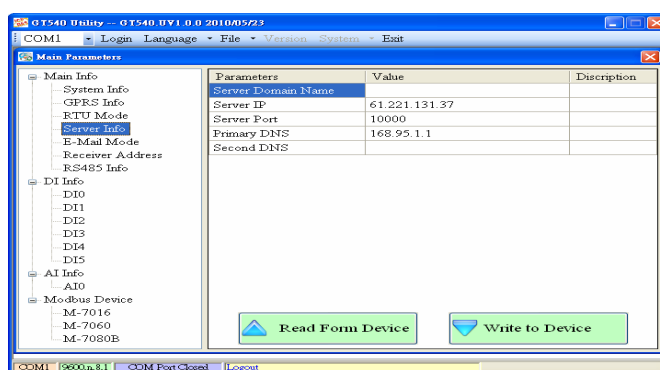 GT540 Utility -- GT540.UV1.0.0 2010/05/23
COM1 Login Language File Version System Exit
Main Parameters
Main Info
System Info
GPRS Info
RTU Mode
Server Info
E-Mail Mode
Receiver Address
RS485 Info
DI Info
DI0
DI1
DI2
DI3
DI4
DI5
AI Info
AI0
Modbus Device
M-7016
M-7060
M-7080B
Parameters Value Discription
Server Domain Name
Server IP 61.221.131.37
Server Port 10000
Primary DNS 168.95.1.1
Second DNS
Read Form Device Write to Device
COM1 9600,n,8,1 COM Port Closed Logout